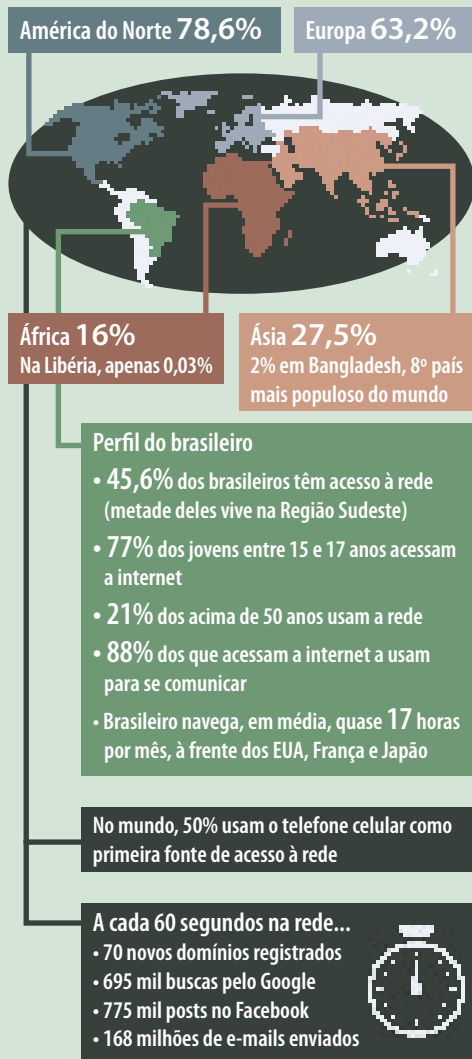 América do Norte 78,6%
Europa 63,2%
África 16%
Na Libéria, apenas 0,03%
Ásia 27,5%
2% em Bangladesh, 8º país
mais populoso do mundo
Perfil do brasileiro
• 45,6% dos brasileiros têm acesso à rede
(metade deles vive na Região Sudeste)
• 77% dos jovens entre 15 e 17 anos acessam
a internet
• 21% dos acima de 50 anos usam a rede
• 88% dos que acessam a internet a usam
para se comunicar
• Brasileiro navega, em média, quase 17 horas
por mês, à frente dos EUA, França e Japão
No mundo, 50% usam o telefone celular como
primeira fonte de acesso à rede
A cada 60 segundos na rede...
• 70 novos domínios registrados
• 695 mil buscas pelo Google
• 775 mil posts no Facebook
• 168 milhões de e-mails enviados